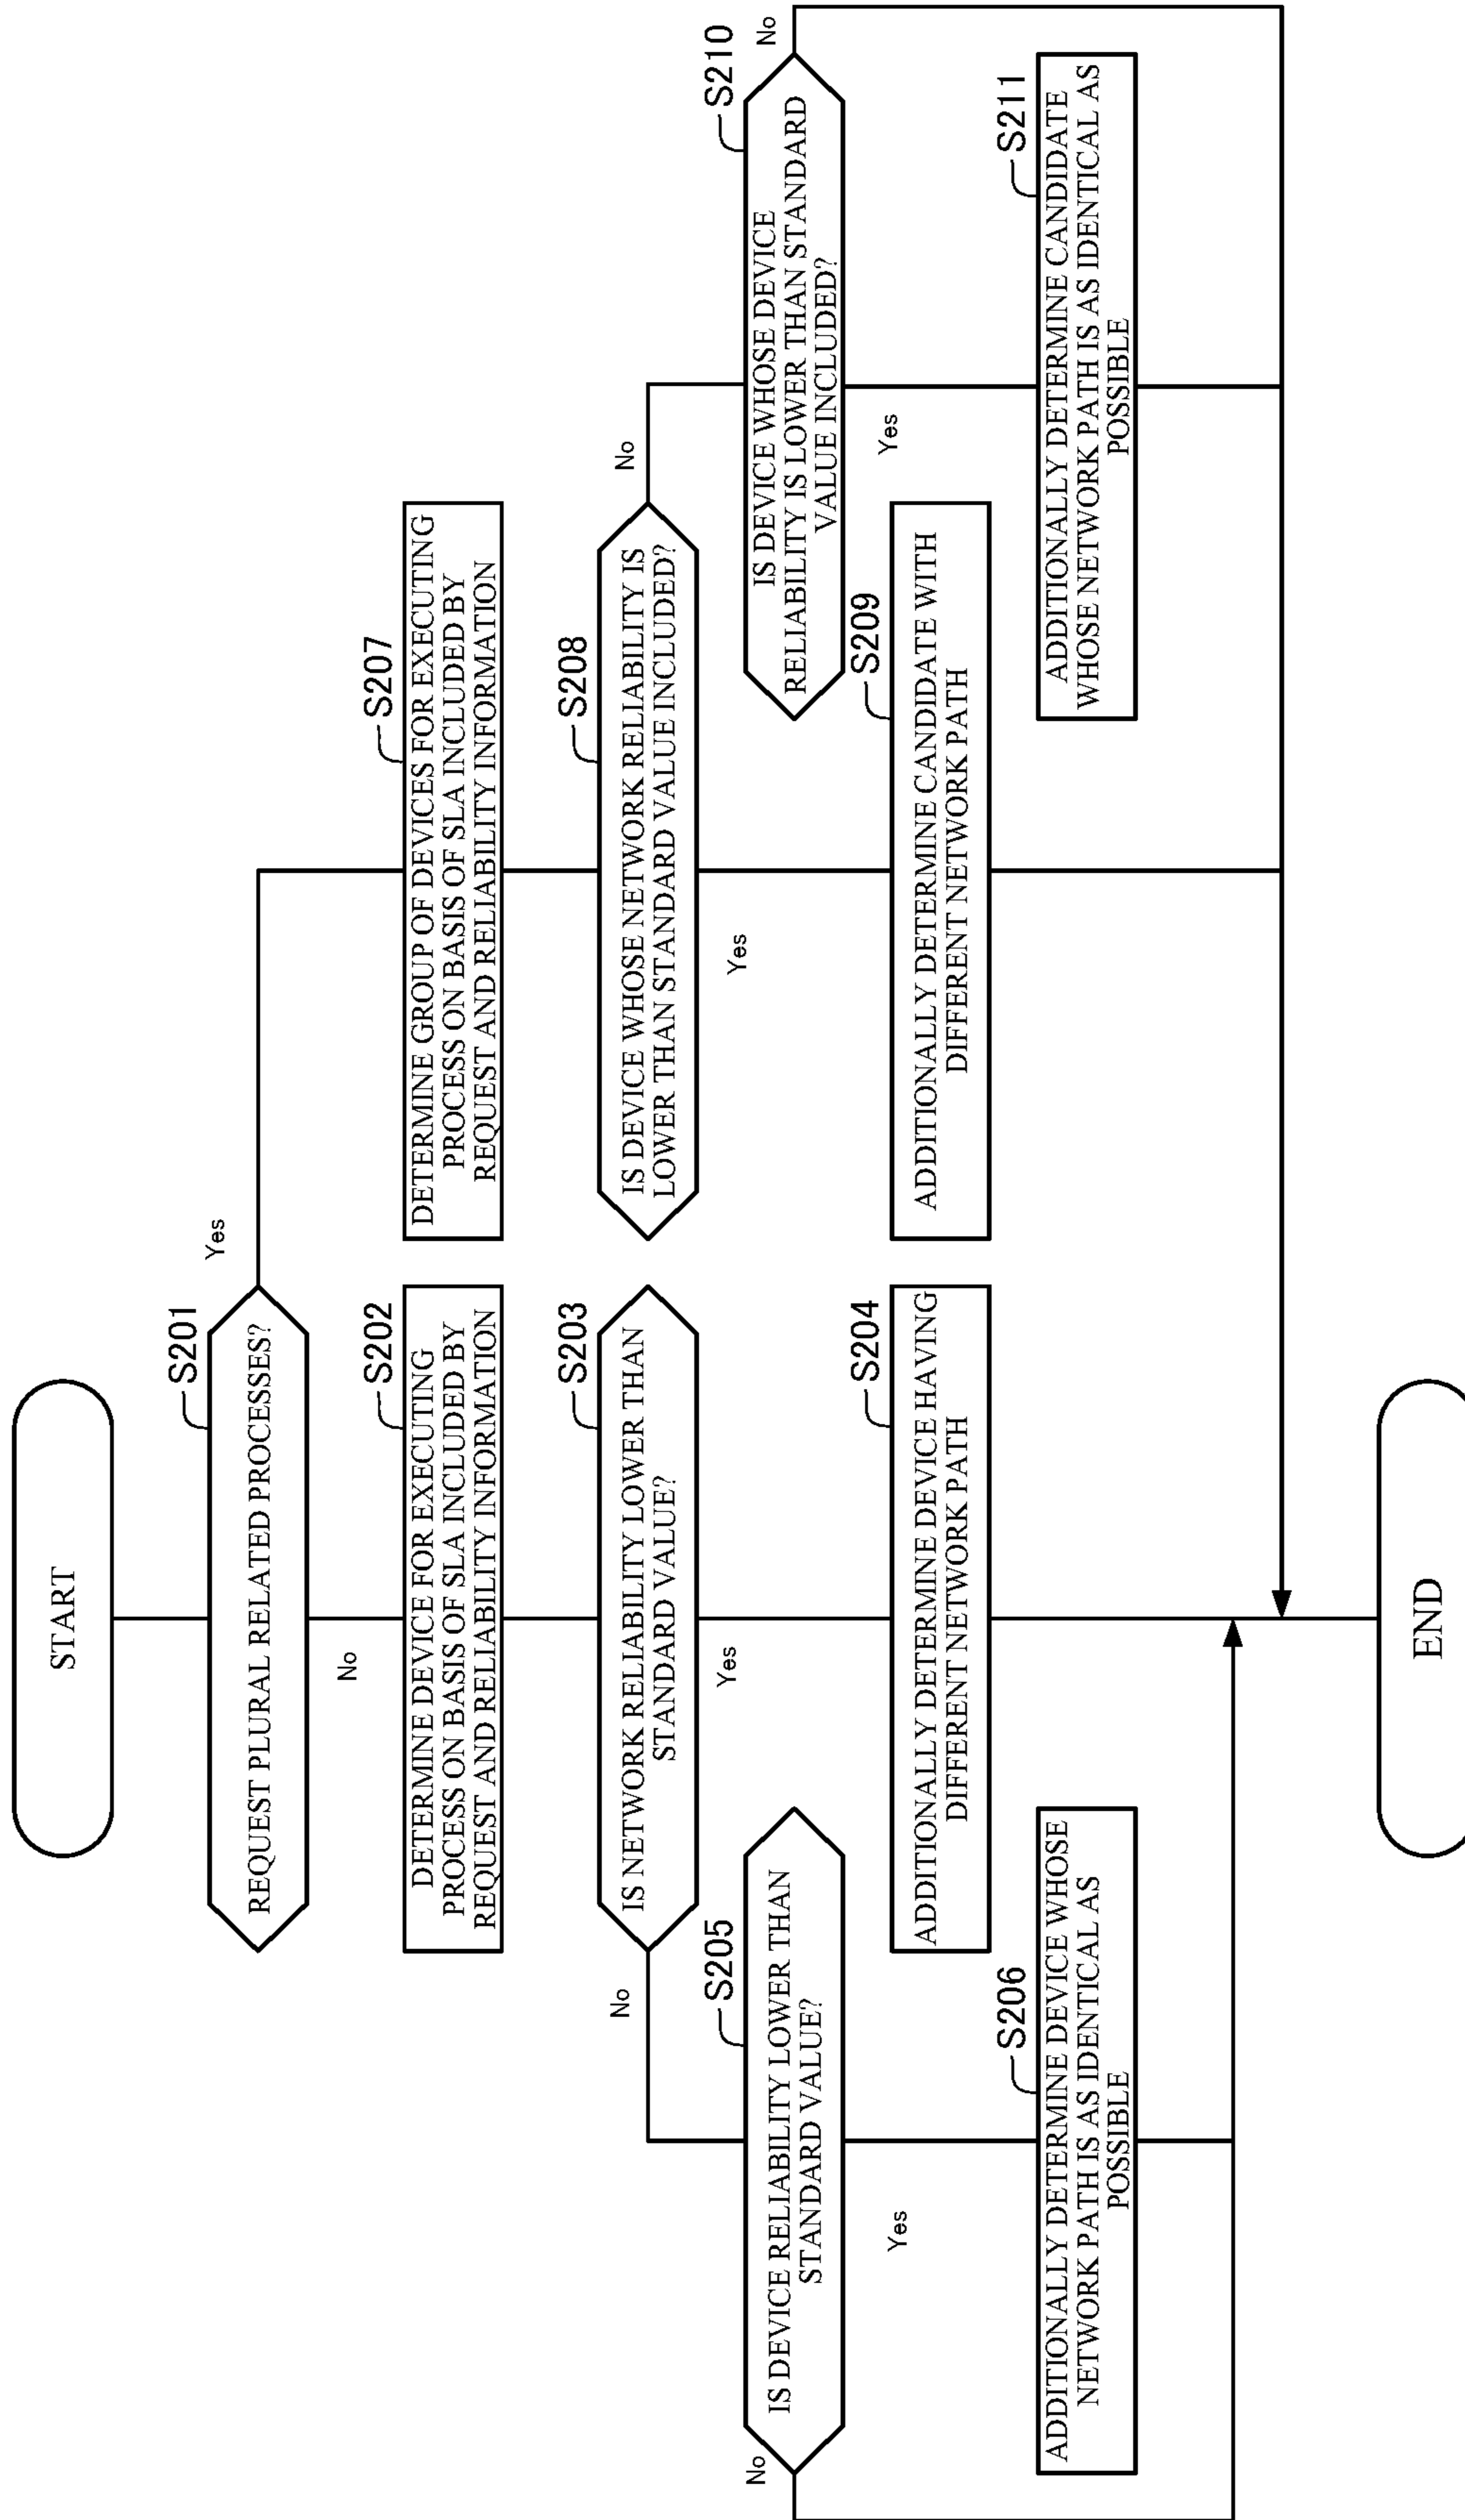 START
S201
REQUEST PLURAL RELATED PROCESSES?
Yes
No
S202
DETERMINE DEVICE FOR EXECUTING
PROCESS ON BASIS OF SLA INCLUDED BY
REQUEST AND RELIABILITY INFORMATION
S203
IS NETWORK RELIABILITY LOWER THAN
STANDARD VALUE?
No
Yes
S204
ADDITIONALLY DETERMINE DEVICE HAVING
DIFFERENT NETWORK PATH
S205
IS DEVICE RELIABILITY LOWER THAN
STANDARD VALUE?
No
Yes
S206
ADDITIONALLY DETERMINE DEVICE WHOSE
NETWORK PATH IS AS IDENTICAL AS
POSSIBLE
S207
DETERMINE GROUP OF DEVICES FOR EXECUTING
PROCESS ON BASIS OF SLA INCLUDED BY
REQUEST AND RELIABILITY INFORMATION
S208
IS DEVICE WHOSE NETWORK RELIABILITY IS
LOWER THAN STANDARD VALUE INCLUDED?
No
Yes
S209
ADDITIONALLY DETERMINE CANDIDATE WITH
DIFFERENT NETWORK PATH
S210
IS DEVICE WHOSE DEVICE
RELIABILITY IS LOWER THAN STANDARD
VALUE INCLUDED?
No
Yes
S211
ADDITIONALLY DETERMINE CANDIDATE
WHOSE NETWORK PATH IS AS IDENTICAL AS
POSSIBLE
END